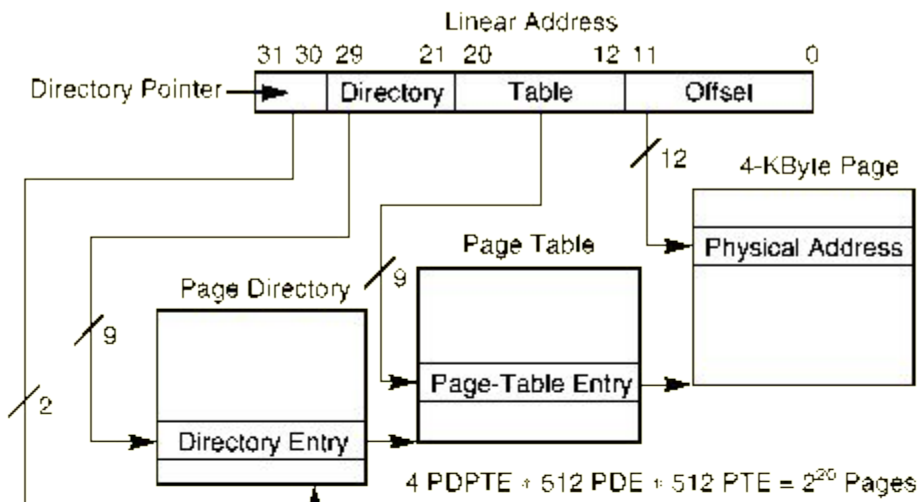 Linear Address
31 30 29 21 20 12 11 0
Directory Pointer
Directory
Table
Offset
12
4-KByte Page
Physical Address
Page Table
9
Page-Table Entry
Page Directory
9
Directory Entry
2
4 PDPTE * 512 PDE * 512 PTE = 2²⁰ Pages